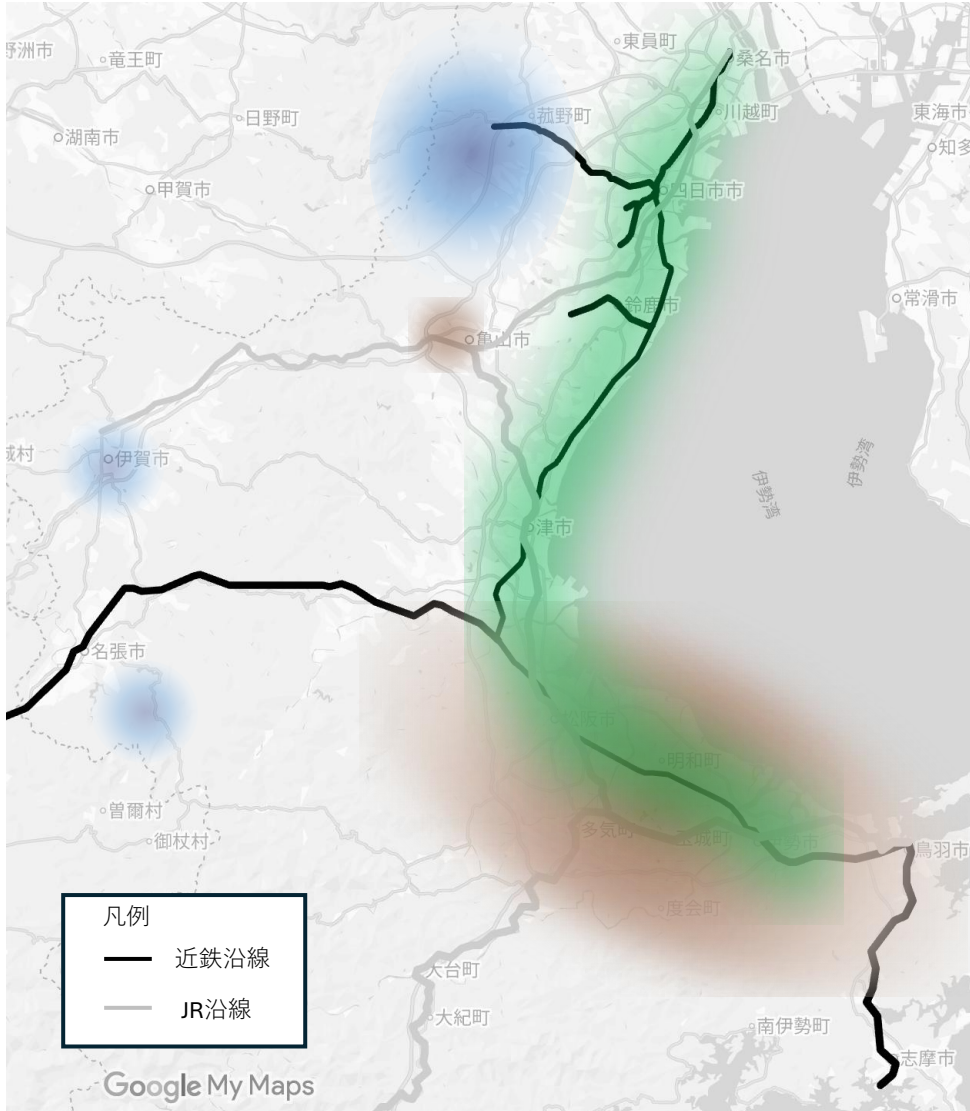 東員町
桑名市
野洲市
竜王町
日野町
菰野町
川越町
東海市
湖南市
知多
甲賀市
四日市市
常滑市
鈴鹿市
亀山市
城村
伊賀市
伊勢湾
伊勢湾
津市
名張市
松阪市
明和町
曽爾村
御杖村
多気町
玉城町
伊勢市
鳥羽市
度会町
大台町
大紀町
南伊勢町
志摩市
凡例
近鉄沿線
JR沿線
Google My Maps